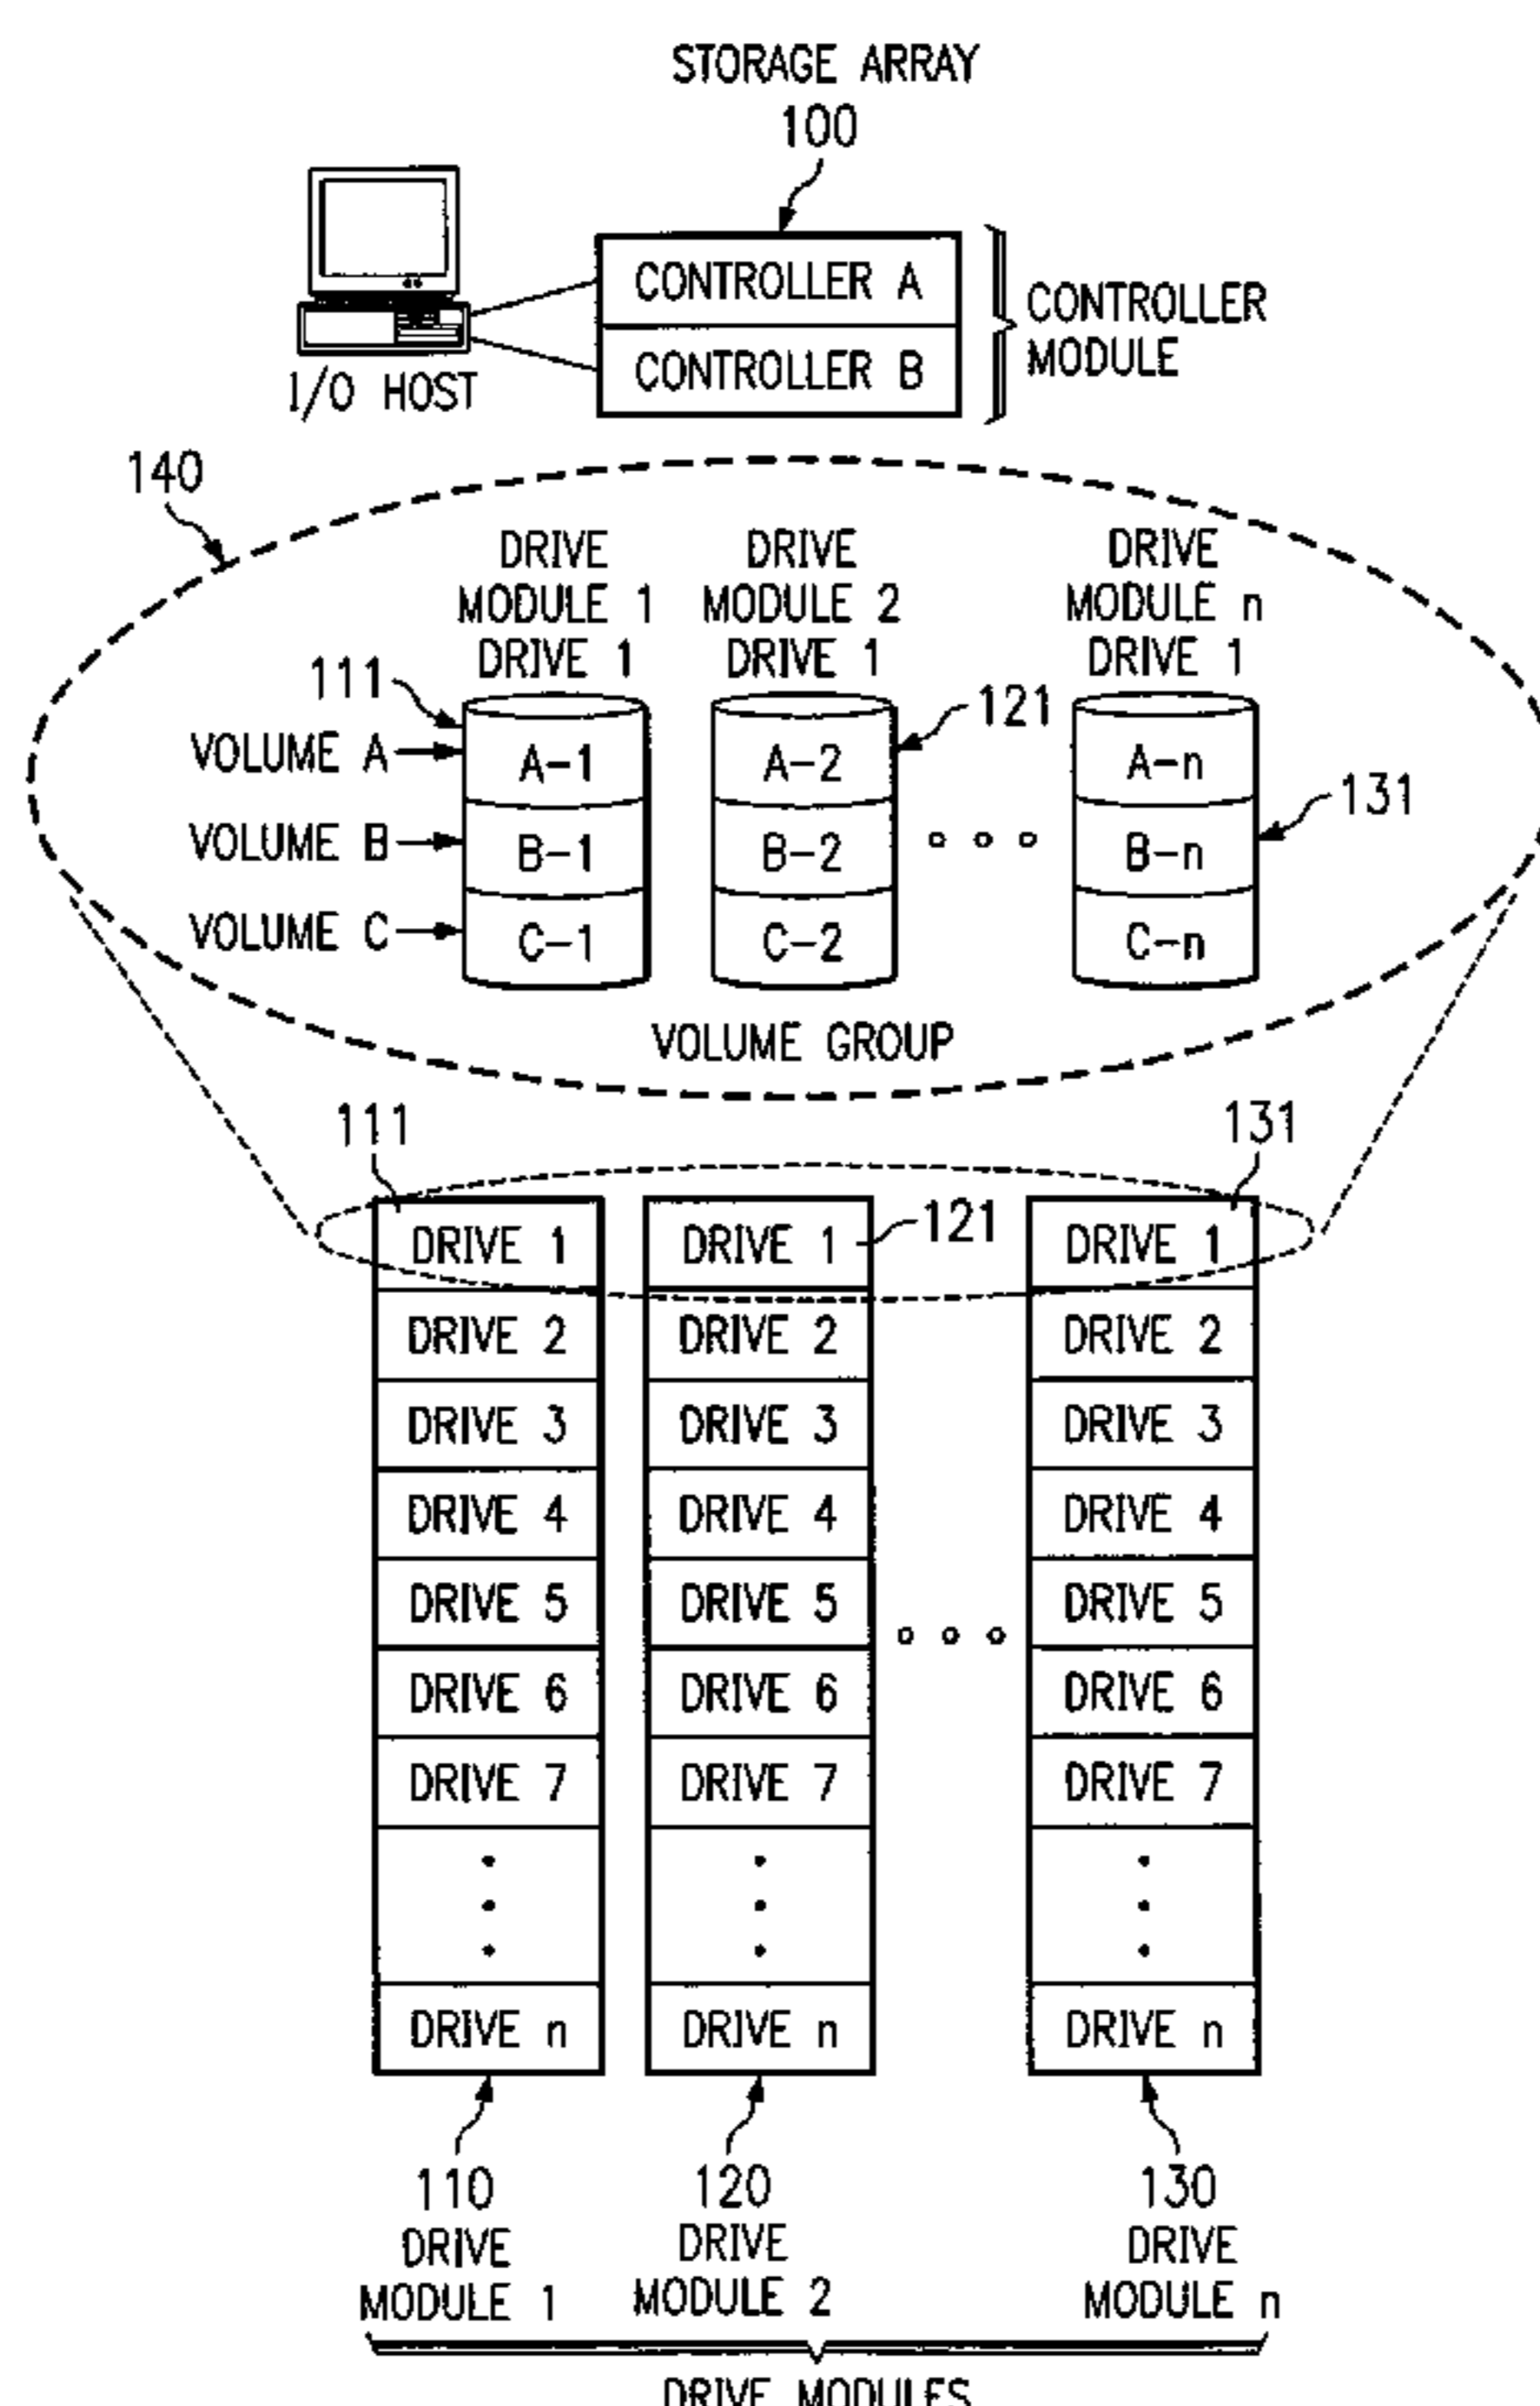 STORAGE ARRAY
100
CONTROLLER A
CONTROLLER B
CONTROLLER
MODULE
I/O HOST
140
DRIVE
MODULE 1
DRIVE 1
DRIVE
MODULE 2
DRIVE 1
DRIVE
MODULE n
DRIVE 1
111
121
131
VOLUME A
A-1
A-2
A-n
VOLUME B
B-1
B-2
B-n
VOLUME C
C-1
C-2
C-n
VOLUME GROUP
111
121
131
DRIVE 1
DRIVE 2
DRIVE 3
DRIVE 4
DRIVE 5
DRIVE 6
DRIVE 7
DRIVE n
DRIVE 1
DRIVE 2
DRIVE 3
DRIVE 4
DRIVE 5
DRIVE 6
DRIVE 7
DRIVE n
DRIVE 1
DRIVE 2
DRIVE 3
DRIVE 4
DRIVE 5
DRIVE 6
DRIVE 7
DRIVE n
110
DRIVE
MODULE 1
120
DRIVE
MODULE 2
130
DRIVE
MODULE n
DRIVE MODULES